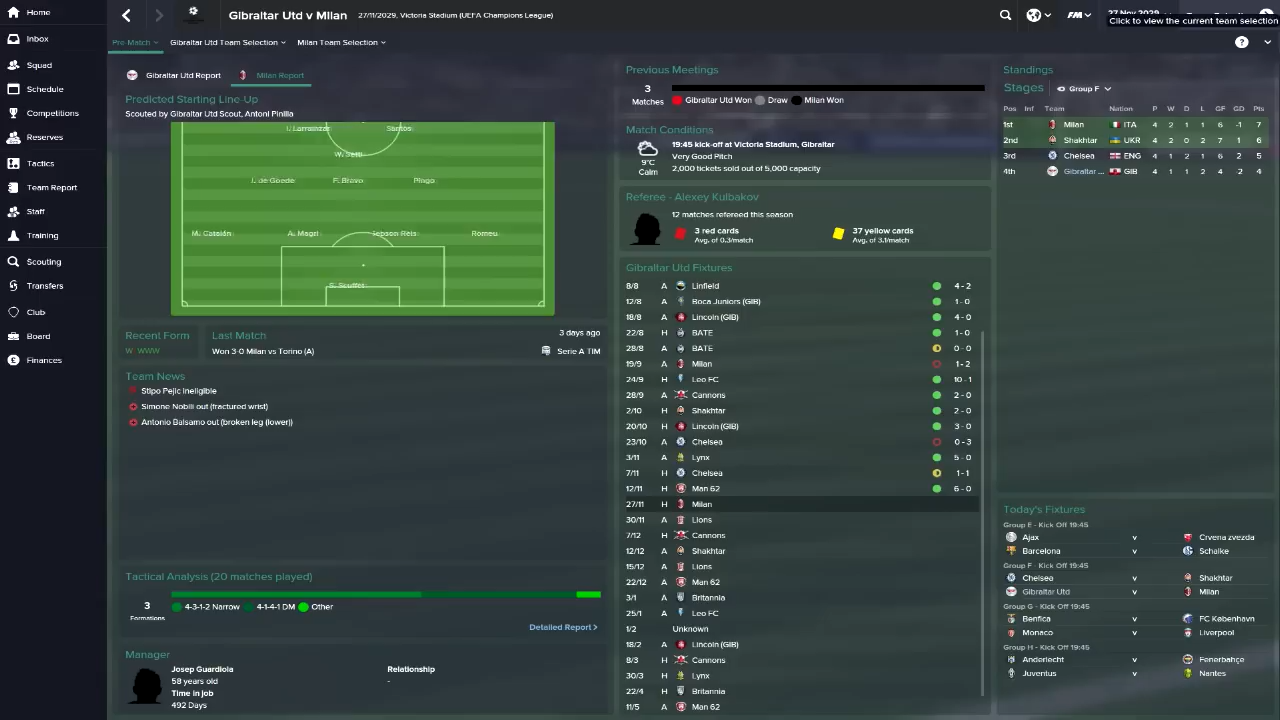 Home
Inbox
Squad
Schedule
Competitions
Reserves
Tactics
Team Report
Staff
Training
Scouting
Transfers
Club
Board
Finances
Gibraltar Utd v Milan
27/11/2029, Victoria Stadium (UEFA Champions League)
FM
27 Nov 2029
Click to view the current team selection
Pre Match
Gibraltar Utd Team Selection
Milan Team Selection
?
Gibraltar Utd Report
Milan Report
Predicted Starting Line-Up
Scouted by Gibraltar Utd Scout, Antoni Pinilla
I. Larrainzar
Santos
W. Setti
J. de Goede
F. Bravo
Pingo
M. Catalán
A. Magri
Jebson Reis
Romeu
S. Scuffet
Recent Form
W WWW
Last Match
3 days ago
Won 3-0 Milan vs Torino (A)
Serie A TIM
Team News
Stipo Pejic ineligible
Simone Nobili out (fractured wrist)
Antonio Balsamo out (broken leg (lower))
Tactical Analysis (20 matches played)
3
Formations
4-3-1-2 Narrow
4-1-4-1 DM
Other
Detailed Report >
Manager
Josep Guardiola
58 years old
Time in job
492 Days
Relationship
-
Previous Meetings
3
Matches
Gibraltar Utd Won
Draw
Milan Won
Match Conditions
9°C
Calm
19:45 kick-off at Victoria Stadium, Gibraltar
Very Good Pitch
2,000 tickets sold out of 5,000 capacity
Referee - Alexey Kulbakov
12 matches refereed this season
3 red cards
Avg. of 0.3/match
37 yellow cards
Avg. of 3.1/match
Gibraltar Utd Fixtures
8/8 A Linfield 4 - 2
12/8 A Boca Juniors (GIB) 1 - 0
18/8 A Lincoln (GIB) 4 - 0
22/8 H BATE 1 - 0
28/8 A BATE 0 - 0
19/9 A Milan 1 - 2
24/9 H Leo FC 10 - 1
28/9 A Cannons 2 - 0
2/10 H Shakhtar 2 - 0
20/10 H Lincoln (GIB) 3 - 0
23/10 A Chelsea 0 - 3
3/11 A Lynx 5 - 0
7/11 H Chelsea 1 - 1
12/11 H Man 62 6 - 0
27/11 H Milan
30/11 A Lions
7/12 H Cannons
12/12 A Shakhtar
15/12 A Lions
22/12 A Man 62
3/1 A Britannia
25/1 A Leo FC
1/2 Unknown
18/2 A Lincoln (GIB)
8/3 H Cannons
30/3 H Lynx
22/4 H Britannia
11/5 A Man 62
Standings
Stages
Group F
Pos Inf Team Nation P W D L GF GD Pts
1st Milan ITA 4 2 1 1 6 -1 7
2nd Shakhtar UKR 4 2 0 2 7 1 6
3rd Chelsea ENG 4 1 2 1 6 2 5
4th Gibraltar ... GIB 4 1 1 2 4 -2 4
Today's Fixtures
Group E - Kick Off 19:45
Ajax v Crvena zvezda
Barcelona v Schalke
Group F - Kick Off 19:45
Chelsea v Shakhtar
Gibraltar Utd v Milan
Group G - Kick Off 19:45
Benfica v FC København
Monaco v Liverpool
Group H - Kick Off 19:45
Anderlecht v Fenerbahçe
Juventus v Nantes